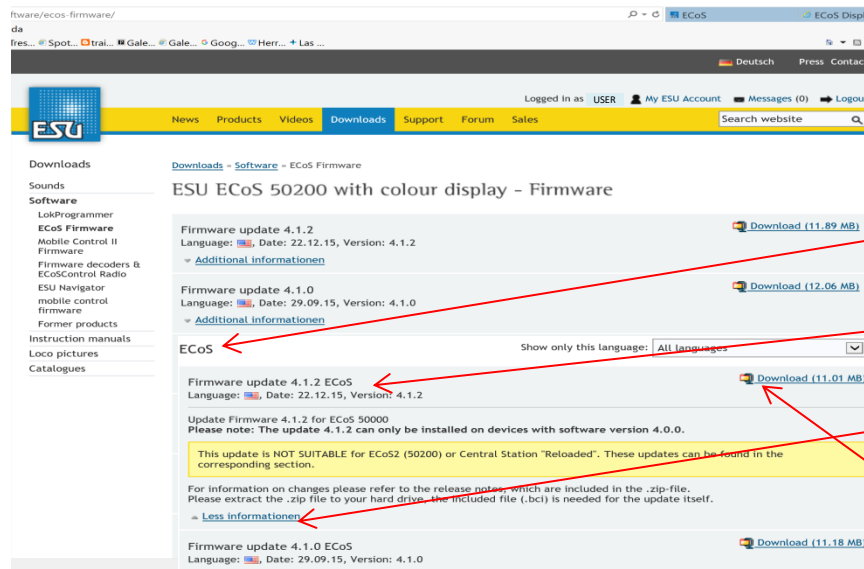 ftware/ecos-firmware/
ECoS
ECoS Displ
da
fres... Spot... trai... Gale... Gale... Goog... Herr... Las ...
Deutsch Press Contac
Logged in as USER My ESU Account Messages (0) Logou
ESU
News Products Videos Downloads Support Forum Sales
Search website
Downloads
Sounds
Software
LokProgrammer
ECoS Firmware
Mobile Control II
Firmware
Firmware decoders &
ECoSControl Radio
ESU Navigator
mobile control
firmware
Former products
Instruction manuals
Loco pictures
Catalogues
Downloads - Software - ECoS Firmware
ESU ECoS 50200 with colour display - Firmware
Firmware update 4.1.2
Download (11.89 MB)
Language: , Date: 22.12.15, Version: 4.1.2
Additional informationen
Firmware update 4.1.0
Download (12.06 MB)
Language: , Date: 29.09.15, Version: 4.1.0
Additional informationen
ECoS
Show only this language: All languages
Firmware update 4.1.2 ECoS
Download (11.01 MB)
Language: , Date: 22.12.15, Version: 4.1.2
Update Firmware 4.1.2 for ECoS 50000
Please note: The update 4.1.2 can only be installed on devices with software version 4.0.0.
This update is NOT SUITABLE for ECoS2 (50200) or Central Station "Reloaded". These updates can be found in the
corresponding section.
For information on changes please refer to the release notes, which are included in the .zip-file.
Please extract the .zip file to your hard drive, the included file (.bci) is needed for the update itself.
Less informationen
Firmware update 4.1.0 ECoS
Download (11.18 MB)
Language: , Date: 29.09.15, Version: 4.1.0